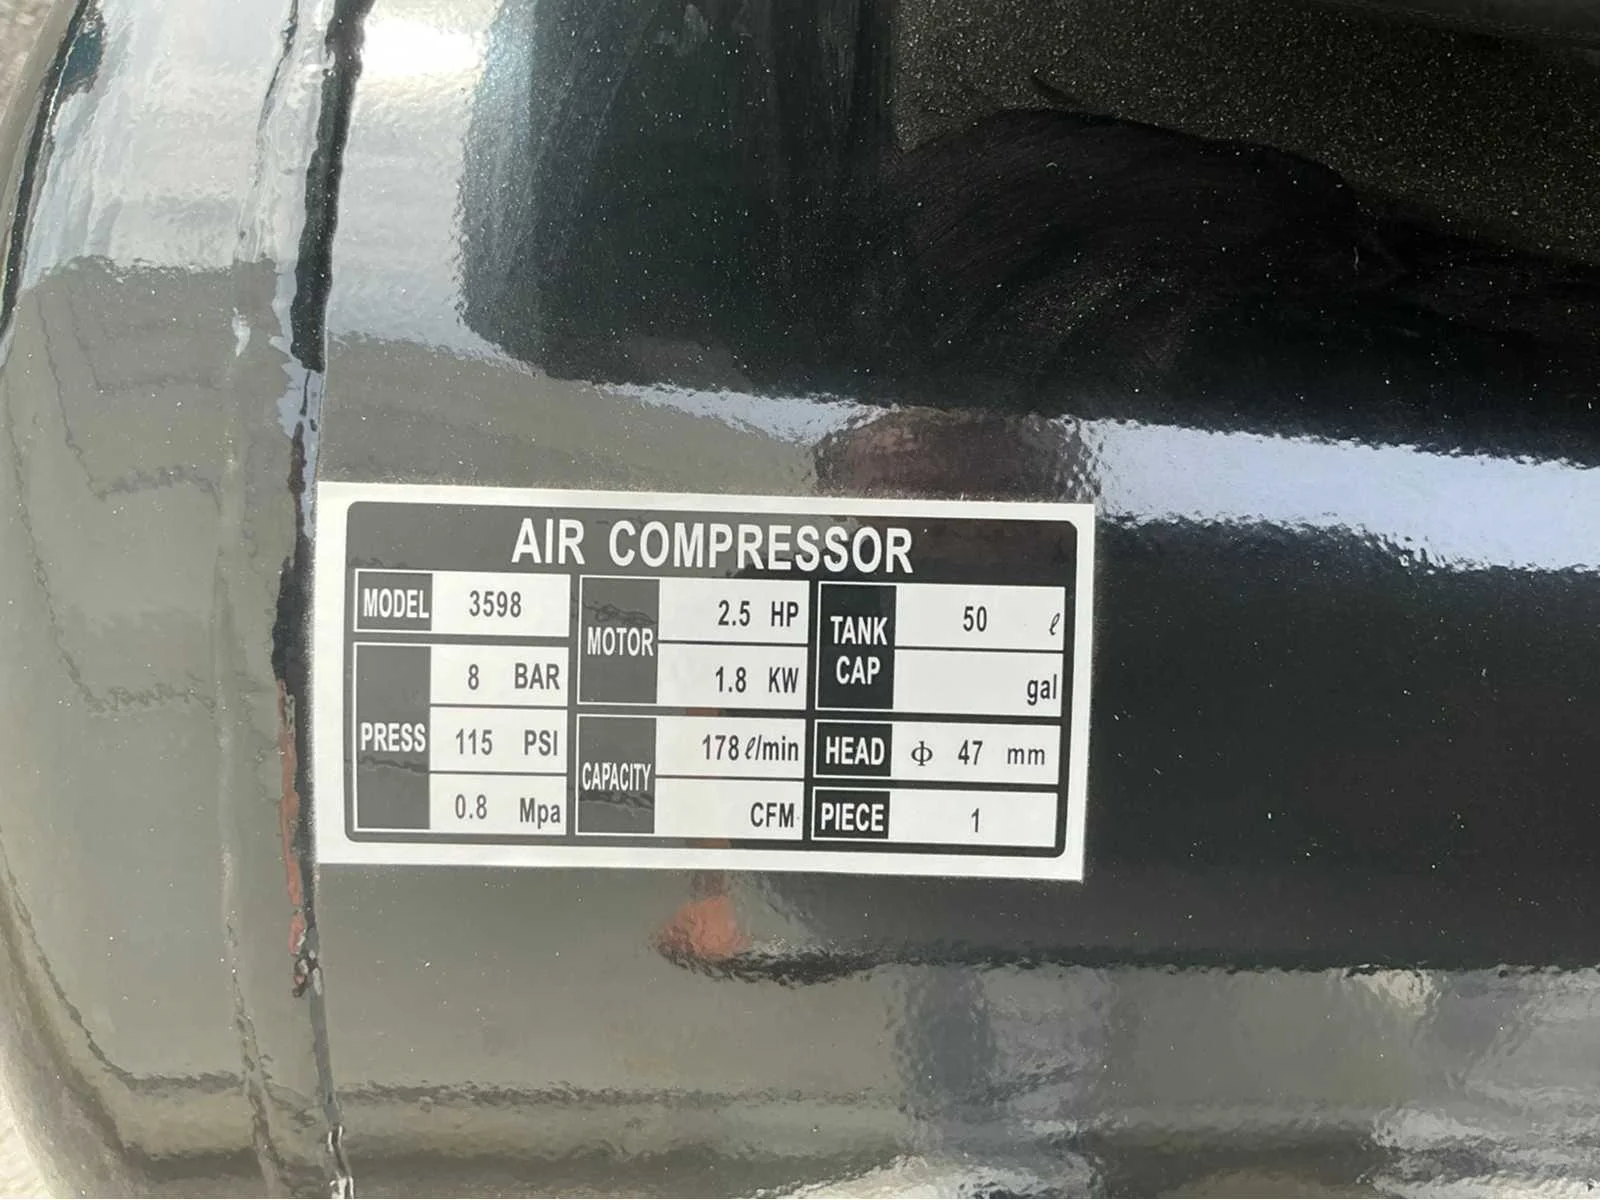 AIR COMPRESSOR
MODEL 3598
PRESS
8 BAR
115 PSI
0.8 Mpa
MOTOR
2.5 HP
1.8 KW
CAPACITY
178 ℓ/min
CFM
TANK CAP
50 ℓ
gal
HEAD Φ 47 mm
PIECE 1